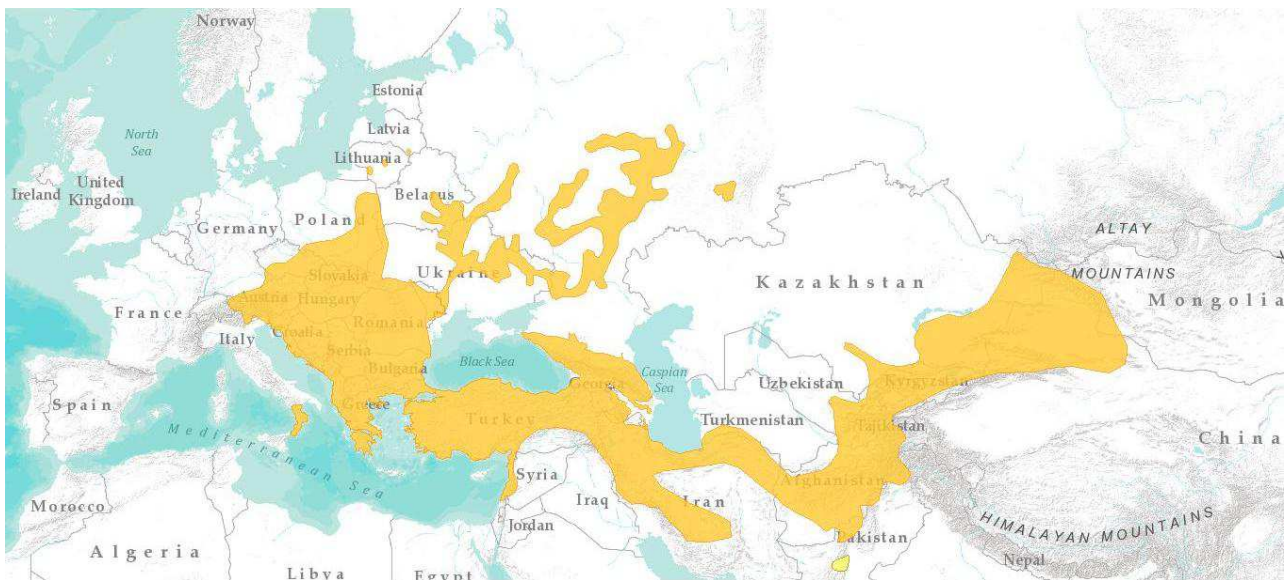 Norway
Estonia
Latvia
Lithuania
North
Sea
Ireland
United
Kingdom
Belarus
Poland
Germany
ALTAY
MOUNTAINS
Ukraine
Slovakia
Kazakhstan
Mongolia
Austria
Hungary
France
Romania
Croatia
Italy
Serbia
Black Sea
Bulgaria
Caspian
Sea
Georgia
Uzbekistan
Kyrgyzstan
Spain
Greece
Turkey
Turkmenistan
Tajikistan
China
Mediterranean Sea
Syria
Afghanistan
Iraq
Iran
Morocco
Jordan
HIMALAYAN MOUNTAINS
Pakistan
Algeria
Nepal
Libya
Egypt